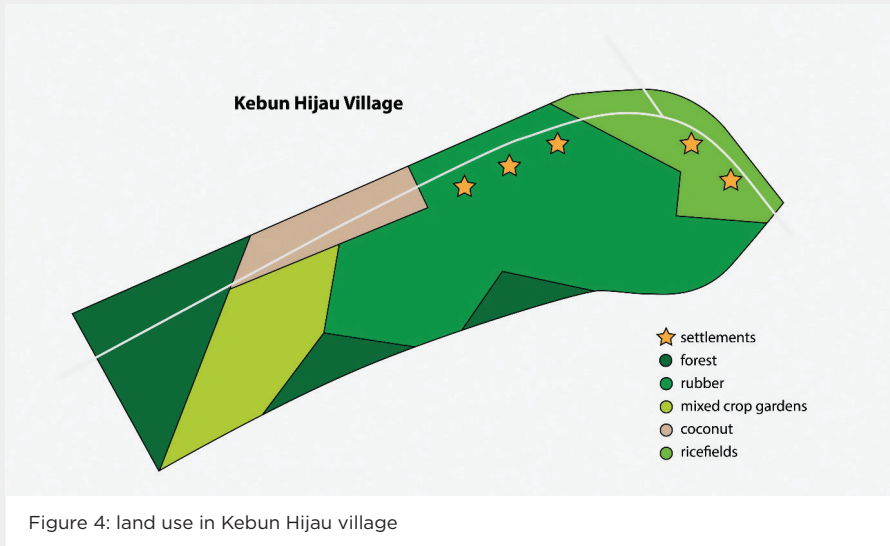 Kebun Hijau Village
settlements
forest
rubber
mixed crop gardens
coconut
ricefields
Figure 4: land use in Kebun Hijau village